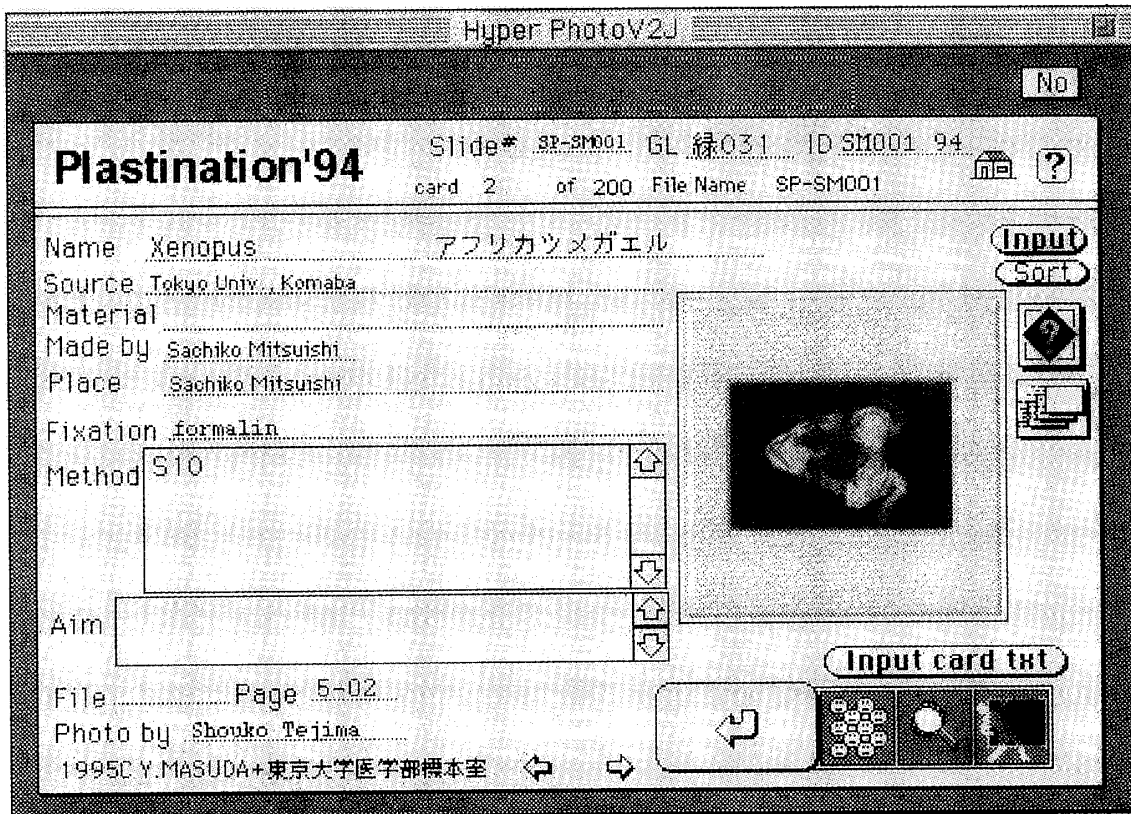 Hyper PhotoV2J
No
Plastination'94
Slide# SP-SM001 GL 緑031 ID SM001 94
card 2 of 200 File Name SP-SM001
?
Name Xenopus アフリカツメガエル
Input
Source Tokyo Univ., Komaba
Sort
Material
Made by Sachiko Mitsuishi
?
Place Sachiko Mitsuishi
Fixation formalin
Method S10
Aim
Input card txt
File Page 5-02
Photo by Shouko Tejima
1995C Y.MASUDA+東京大学医学部標本室